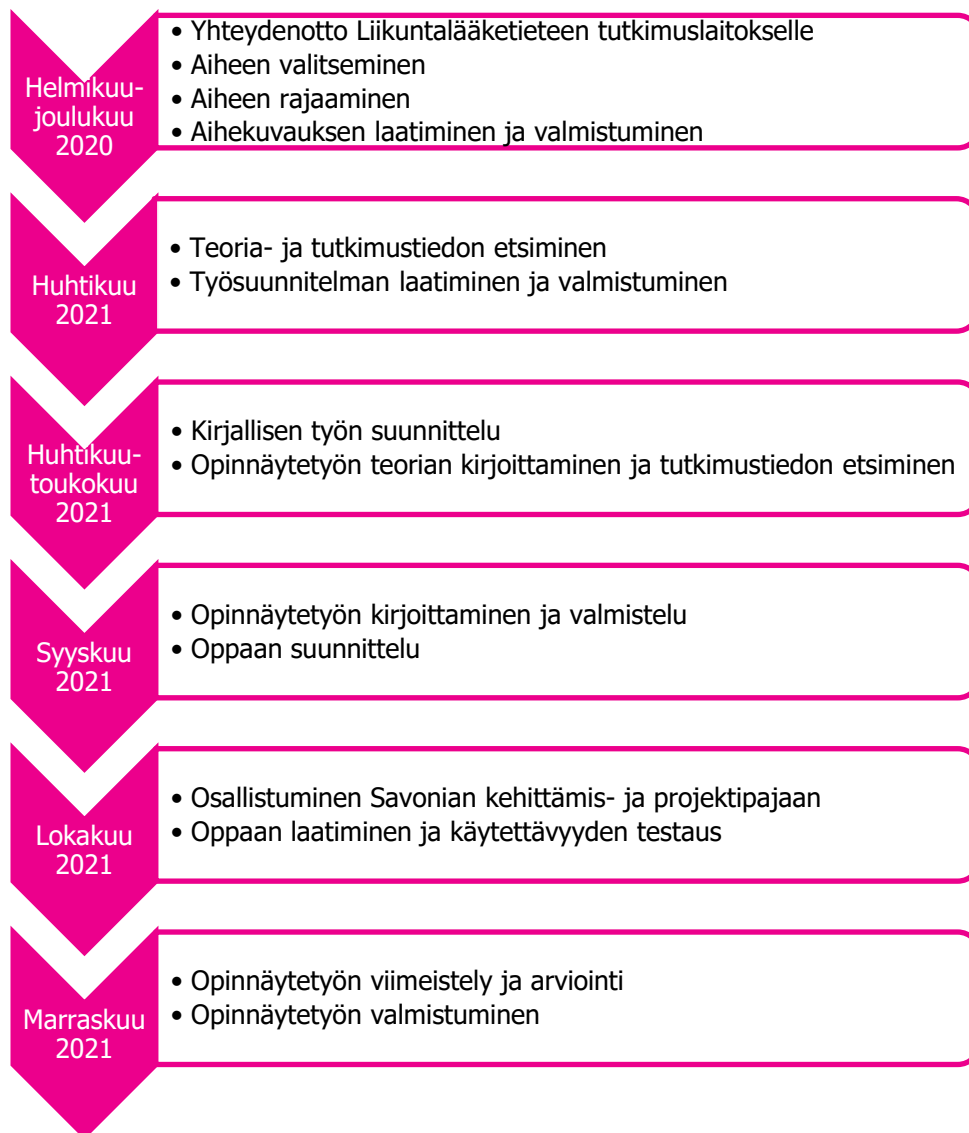 Helmikuu-
joulukuu
2020
• Yhteydenotto Liikuntalääketieteen tutkimuslaitokselle
• Aiheen valitseminen
• Aiheen rajaaminen
• Aihekuvauksen laatiminen ja valmistuminen
Huhtikuu
2021
• Teoria- ja tutkimustiedon etsiminen
• Työsuunnitelman laatiminen ja valmistuminen
Huhtikuu-
toukokuu
2021
• Kirjallisen työn suunnittelu
• Opinnäytetyön teorian kirjoittaminen ja tutkimustiedon etsiminen
Syyskuu
2021
• Opinnäytetyön kirjoittaminen ja valmistelu
• Oppaan suunnittelu
Lokakuu
2021
• Osallistuminen Savonian kehittämis- ja projektipajaan
• Oppaan laatiminen ja käytettävyyden testaus
Marraskuu
2021
• Opinnäytetyön viimeistely ja arviointi
• Opinnäytetyön valmistuminen